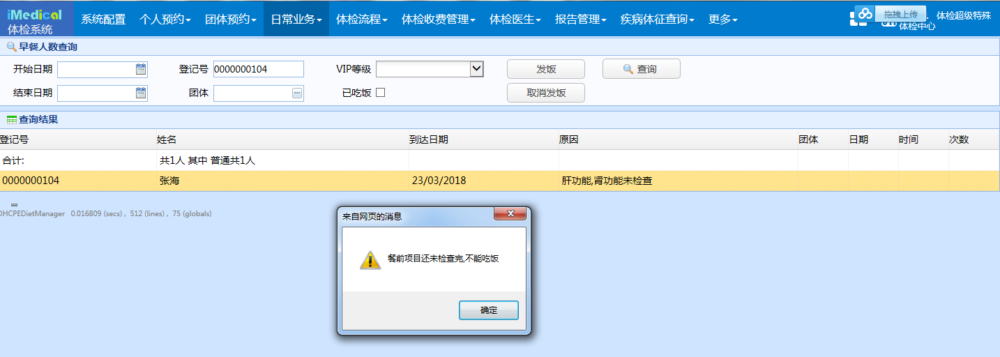 iMedical
体检系统
系统配置 个人预约 团体预约 日常业务 体检流程 体检收费管理 体检医生 报告管理 疾病体征查询 更多
拖拽上传 体检超级特殊
体检中心
早餐人数查询
开始日期 登记号 0000000104 VIP等级 发饭 查询
结束日期 团体 ... 已吃饭 取消发饭
查询结果
登记号 姓名 到达日期 原因 团体 日期 时间 次数
合计: 共1人 其中 普通共1人
0000000104 张海 23/03/2018 肝功能,肾功能未检查
DHCPEDietManager 0.016809 (secs) , 512 (lines) , 75 (globals)
来自网页的消息
餐前项目还未检查完,不能吃饭
确定